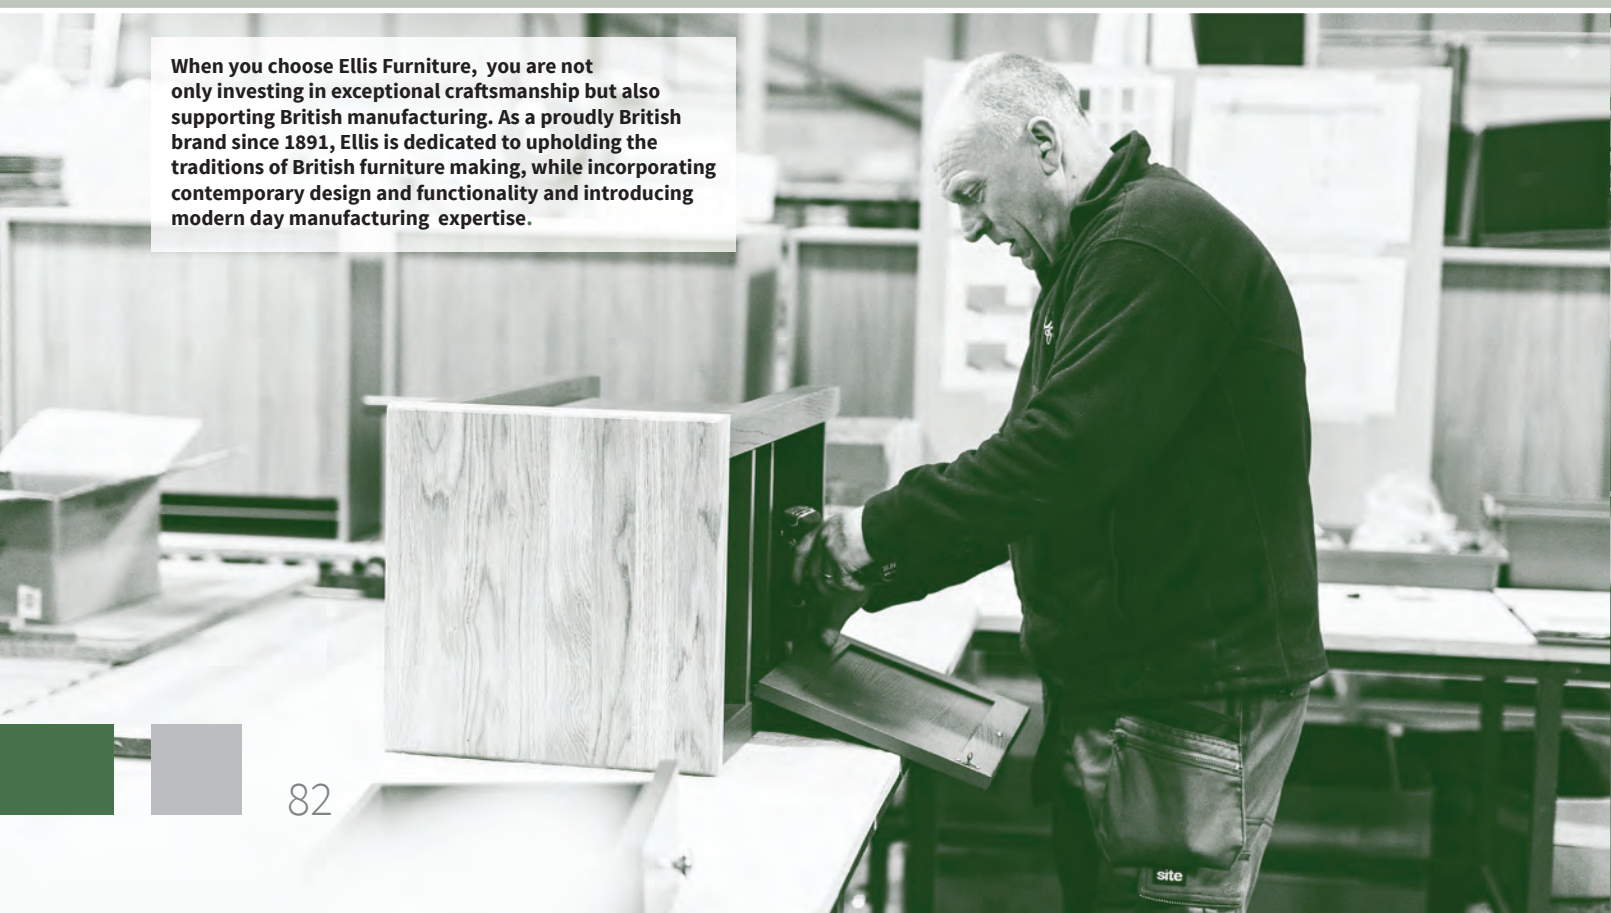 When you choose Ellis Furniture,  you are not
only investing in exceptional craftsmanship but also
supporting British manufacturing. As a proudly British
brand since 1891, Ellis is dedicated to upholding the
traditions of British furniture making, while incorporating
contemporary design and functionality and introducing
modern day manufacturing  expertise.
82
site